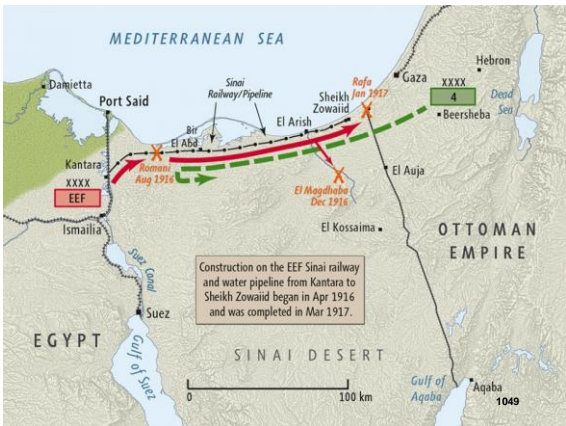 MEDITERRANEAN SEA
Damietta
Port Said
Sinai
Railway/Pipeline
Rafa
Jan 1917
Hebron
Gaza
XXXX
4
Dead
Sea
Sheikh
Zowaiid
Beersheba
El Arish
Bir
El Abd
Kantara
Romani
Aug 1916
XXXX
EEF
El Auja
El Magdhaba
Dec 1916
Ismailia
El Kossaima
OTTOMAN
EMPIRE
Suez Canal
Construction on the EEF Sinai railway
and water pipeline from Kantara to
Sheikh Zowaiid began in Apr 1916
and was completed in Mar 1917.
Suez
EGYPT
SINAI DESERT
Gulf of Suez
Gulf of
Aqaba
Aqaba
0
100 km
1049